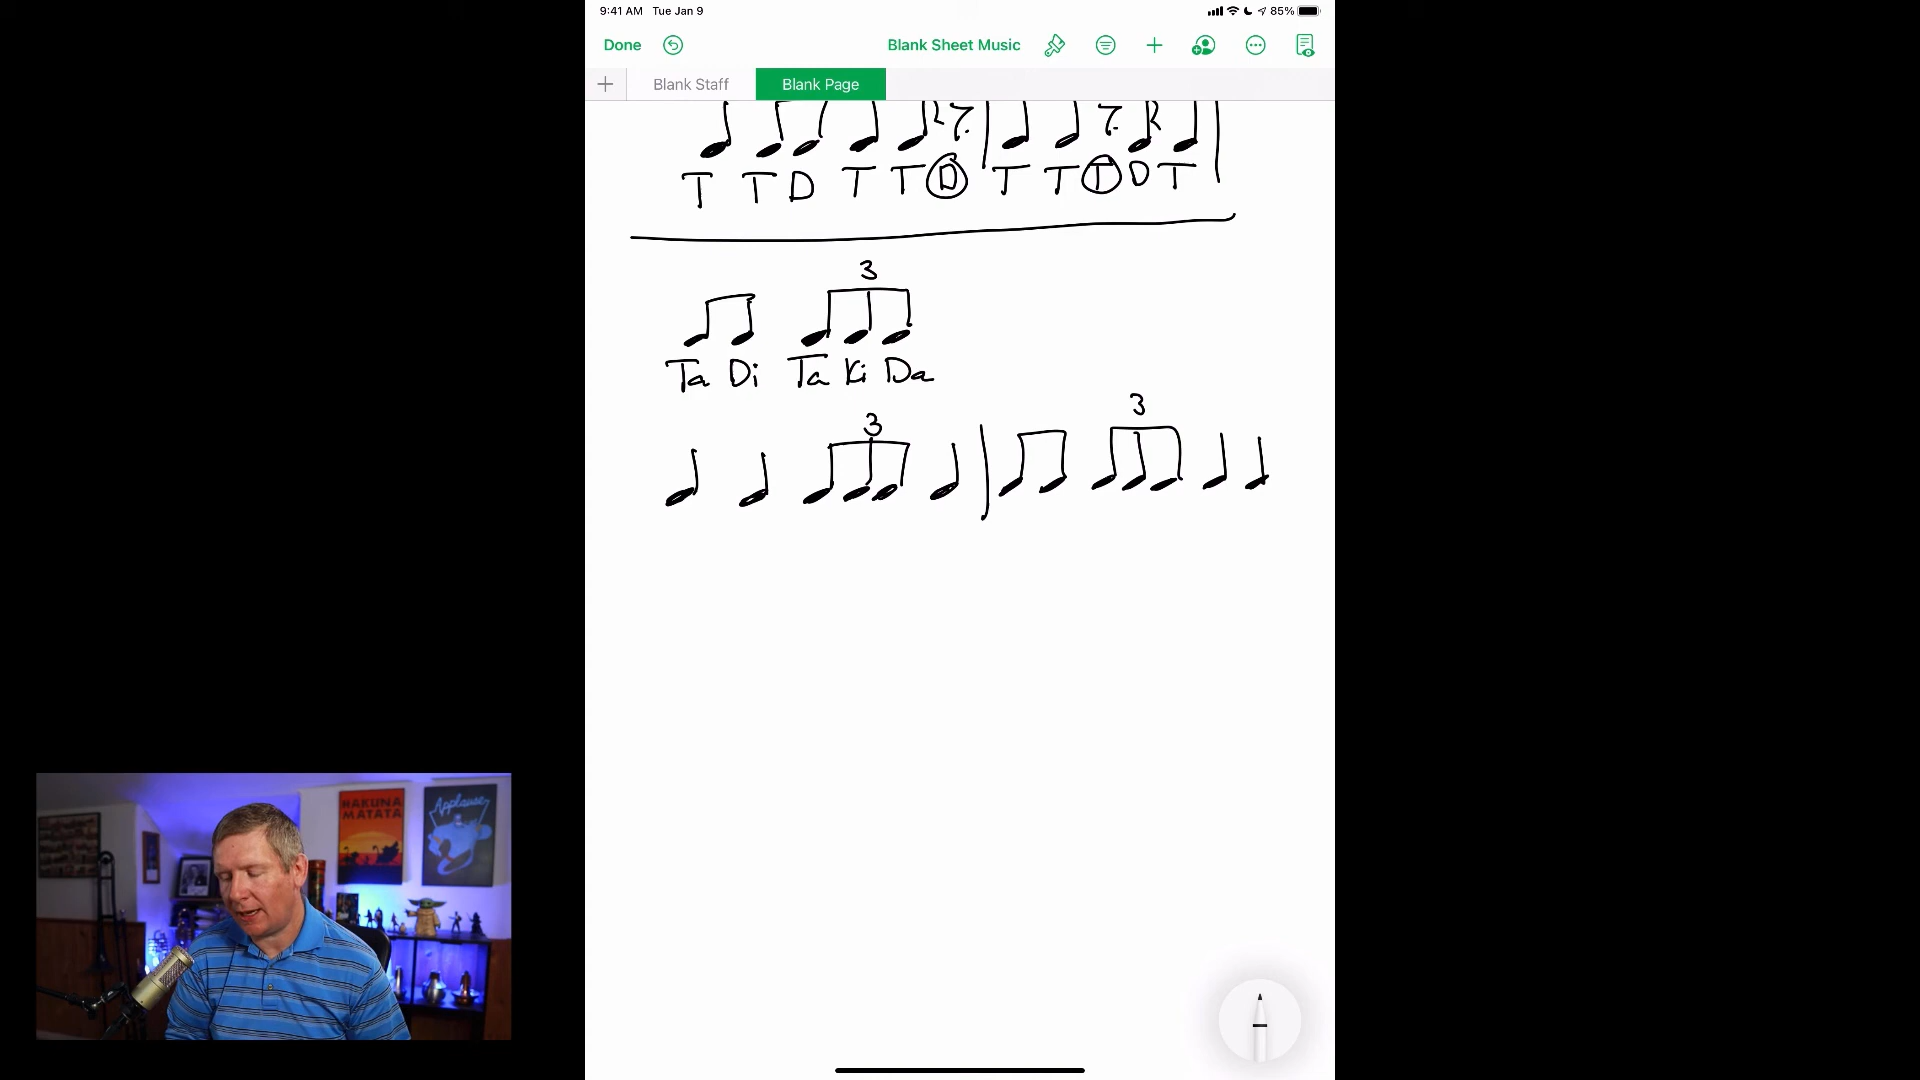 9:41 AM Tue Jan 9 85%
Done Blank Sheet Music
Blank Staff Blank Page
T T D T T D T T T D T
3
Ta Di Ta Ki Da
3 3
HAKUNA MATATA
Applause